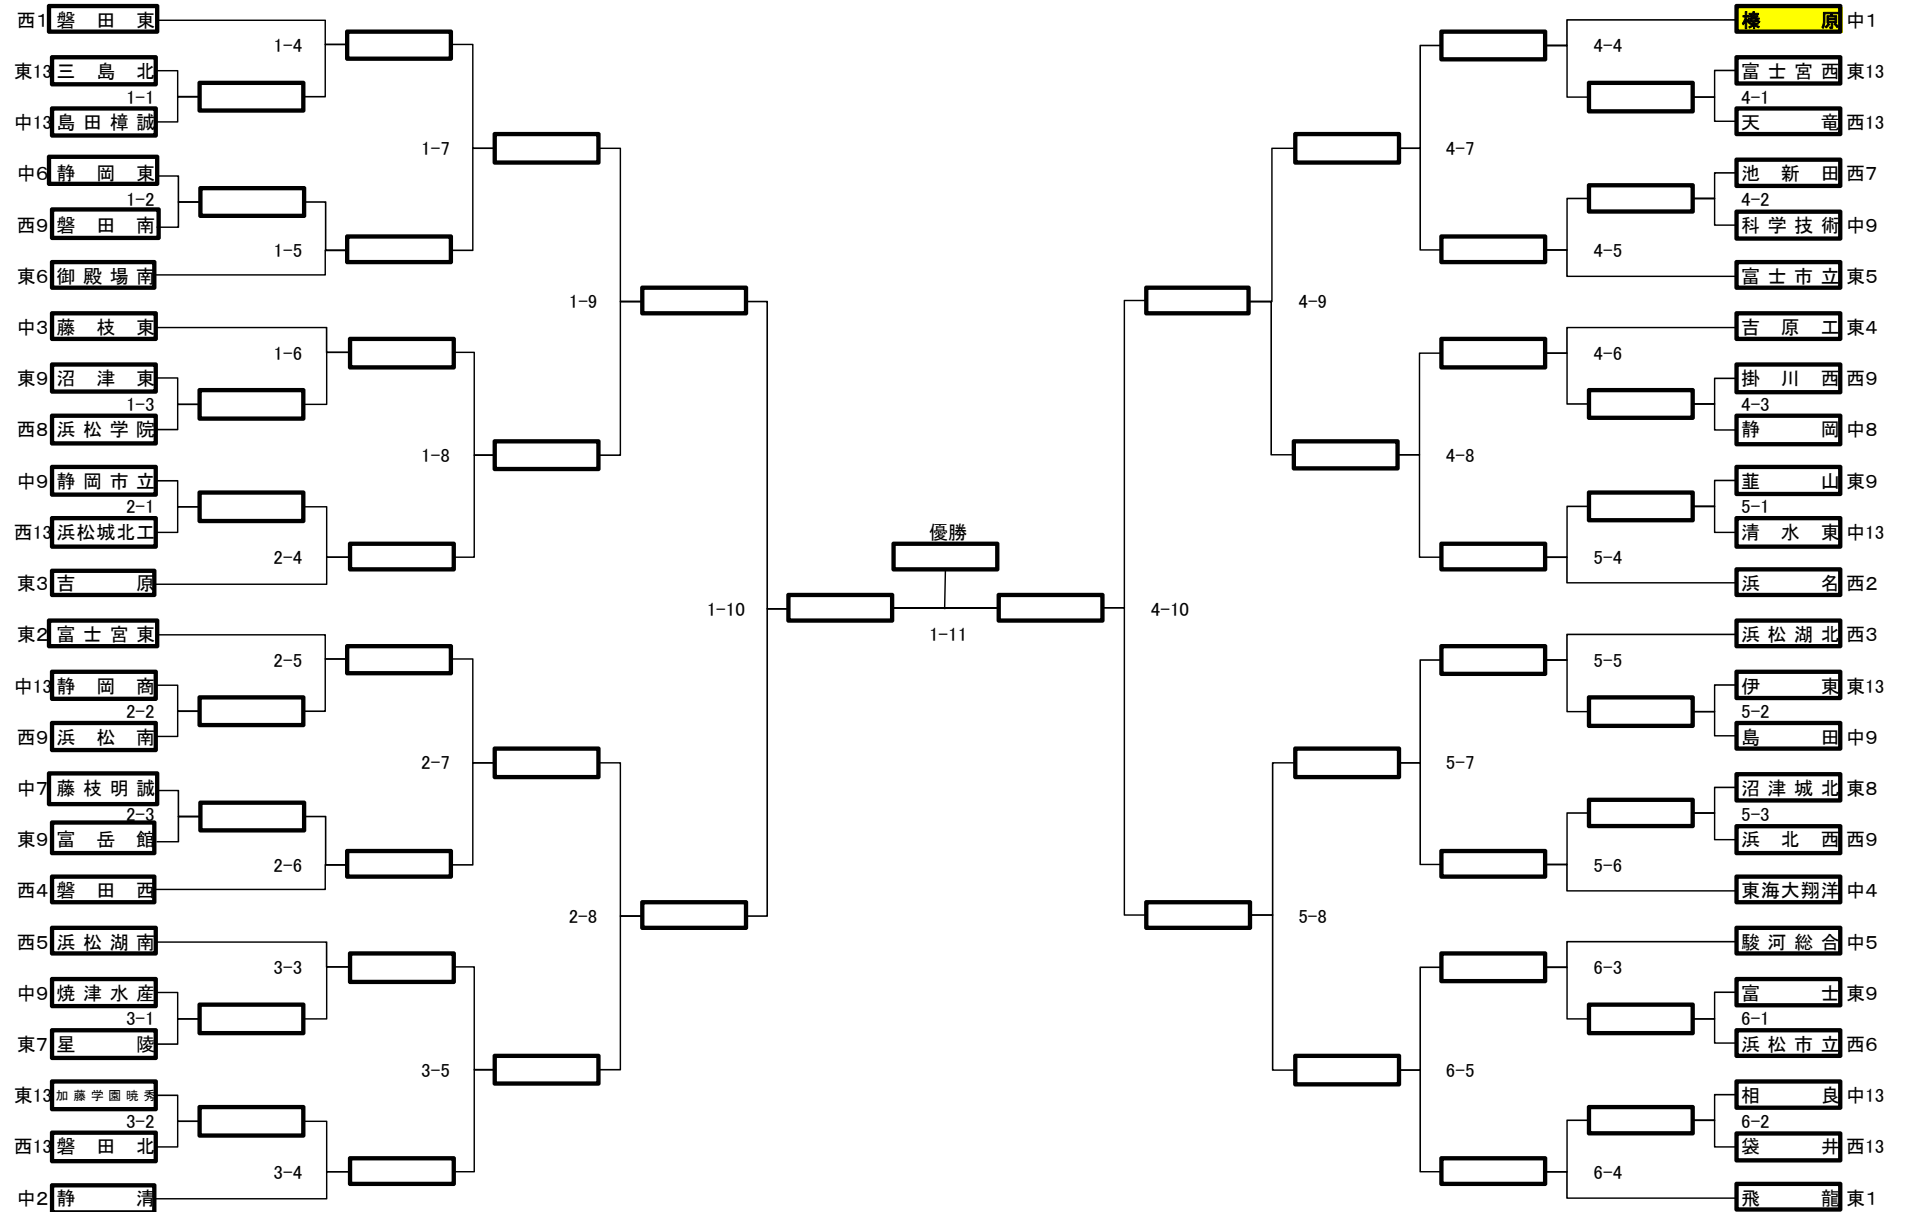 西1 磐田東
1-4
東13 三島北
1-1
中13 島田樟誠
1-7
中6 静岡東
1-2
西9 磐田南
1-5
東6 御殿場南
1-9
中3 藤枝東
1-6
東9 沼津東
1-3
西8 浜松学院
1-8
中9 静岡市立
2-1
西13 浜松城北工
2-4
東3 吉原
1-10
東2 富士宮東
2-5
中13 静岡商
2-2
西9 浜松南
2-7
中7 藤枝明誠
2-3
東9 富岳館
2-6
西4 磐田西
2-8
西5 浜松湖南
3-3
中9 焼津水産
3-1
東7 星陵
3-5
東13 加藤学園暁秀
3-2
西13 磐田北
3-4
中2 静清
優勝
1-11
榛原 中1
4-4
富士宮西 東13
4-1
天竜 西13
4-7
池新田 西7
4-2
科学技術 中9
4-5
富士市立 東5
4-9
吉原工 東4
4-6
掛川西 西9
4-3
静岡 中8
4-8
韮山 東9
5-1
清水東 中13
5-4
浜名 西2
4-10
浜松湖北 西3
5-5
伊東 東13
5-2
島田 中9
5-7
沼津城北 東8
5-3
浜北西 西9
5-6
東海大翔洋 中4
5-8
駿河総合 中5
6-3
富士 東9
6-1
浜松市立 西6
6-5
相良 中13
6-2
袋井 西13
6-4
飛龍 東1